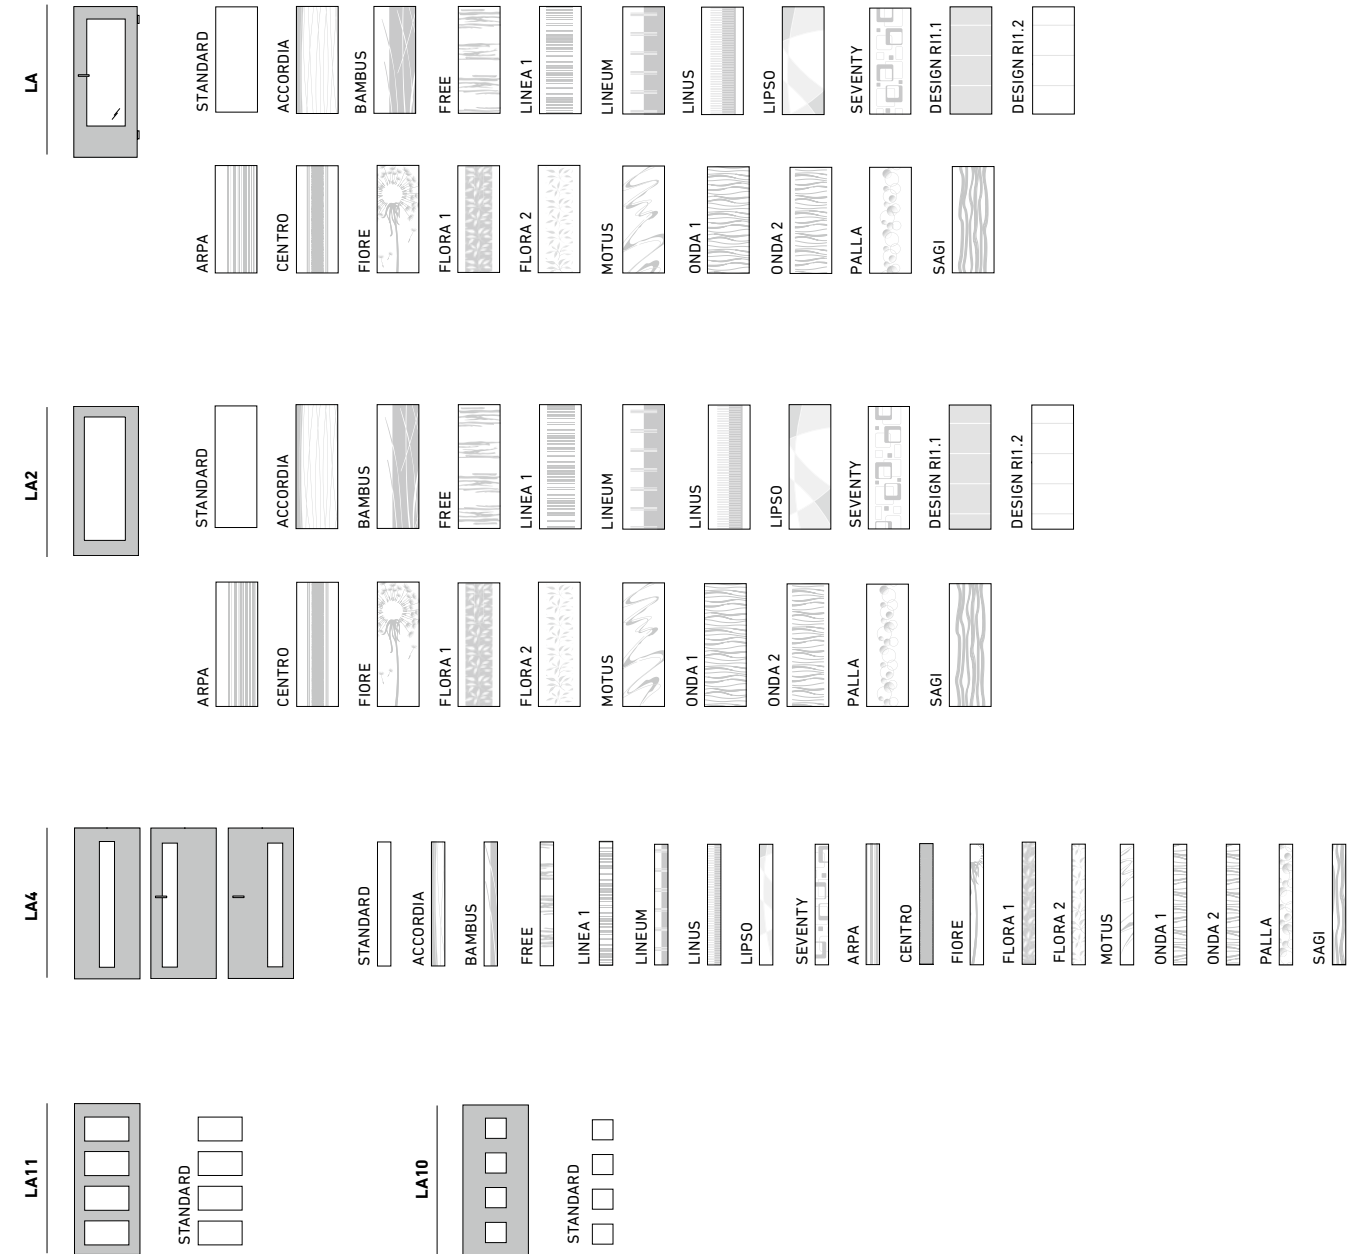 LA
STANDARD
ACCORDIA
BAMBUS
FREE
LINEA 1
LINEUM
LINUS
LIPSO
SEVENTY
DESIGN RI1.1
DESIGN RI1.2
ARPA
CENTRO
FIORE
FLORA 1
FLORA 2
MOTUS
ONDA 1
ONDA 2
PALLA
SAGI
LA2
STANDARD
ACCORDIA
BAMBUS
FREE
LINEA 1
LINEUM
LINUS
LIPSO
SEVENTY
DESIGN RI1.1
DESIGN RI1.2
ARPA
CENTRO
FIORE
FLORA 1
FLORA 2
MOTUS
ONDA 1
ONDA 2
PALLA
SAGI
LA4
STANDARD
ACCORDIA
BAMBUS
FREE
LINEA 1
LINEUM
LINUS
LIPSO
SEVENTY
ARPA
CENTRO
FIORE
FLORA 1
FLORA 2
MOTUS
ONDA 1
ONDA 2
PALLA
SAGI
LA11
STANDARD
LA10
STANDARD